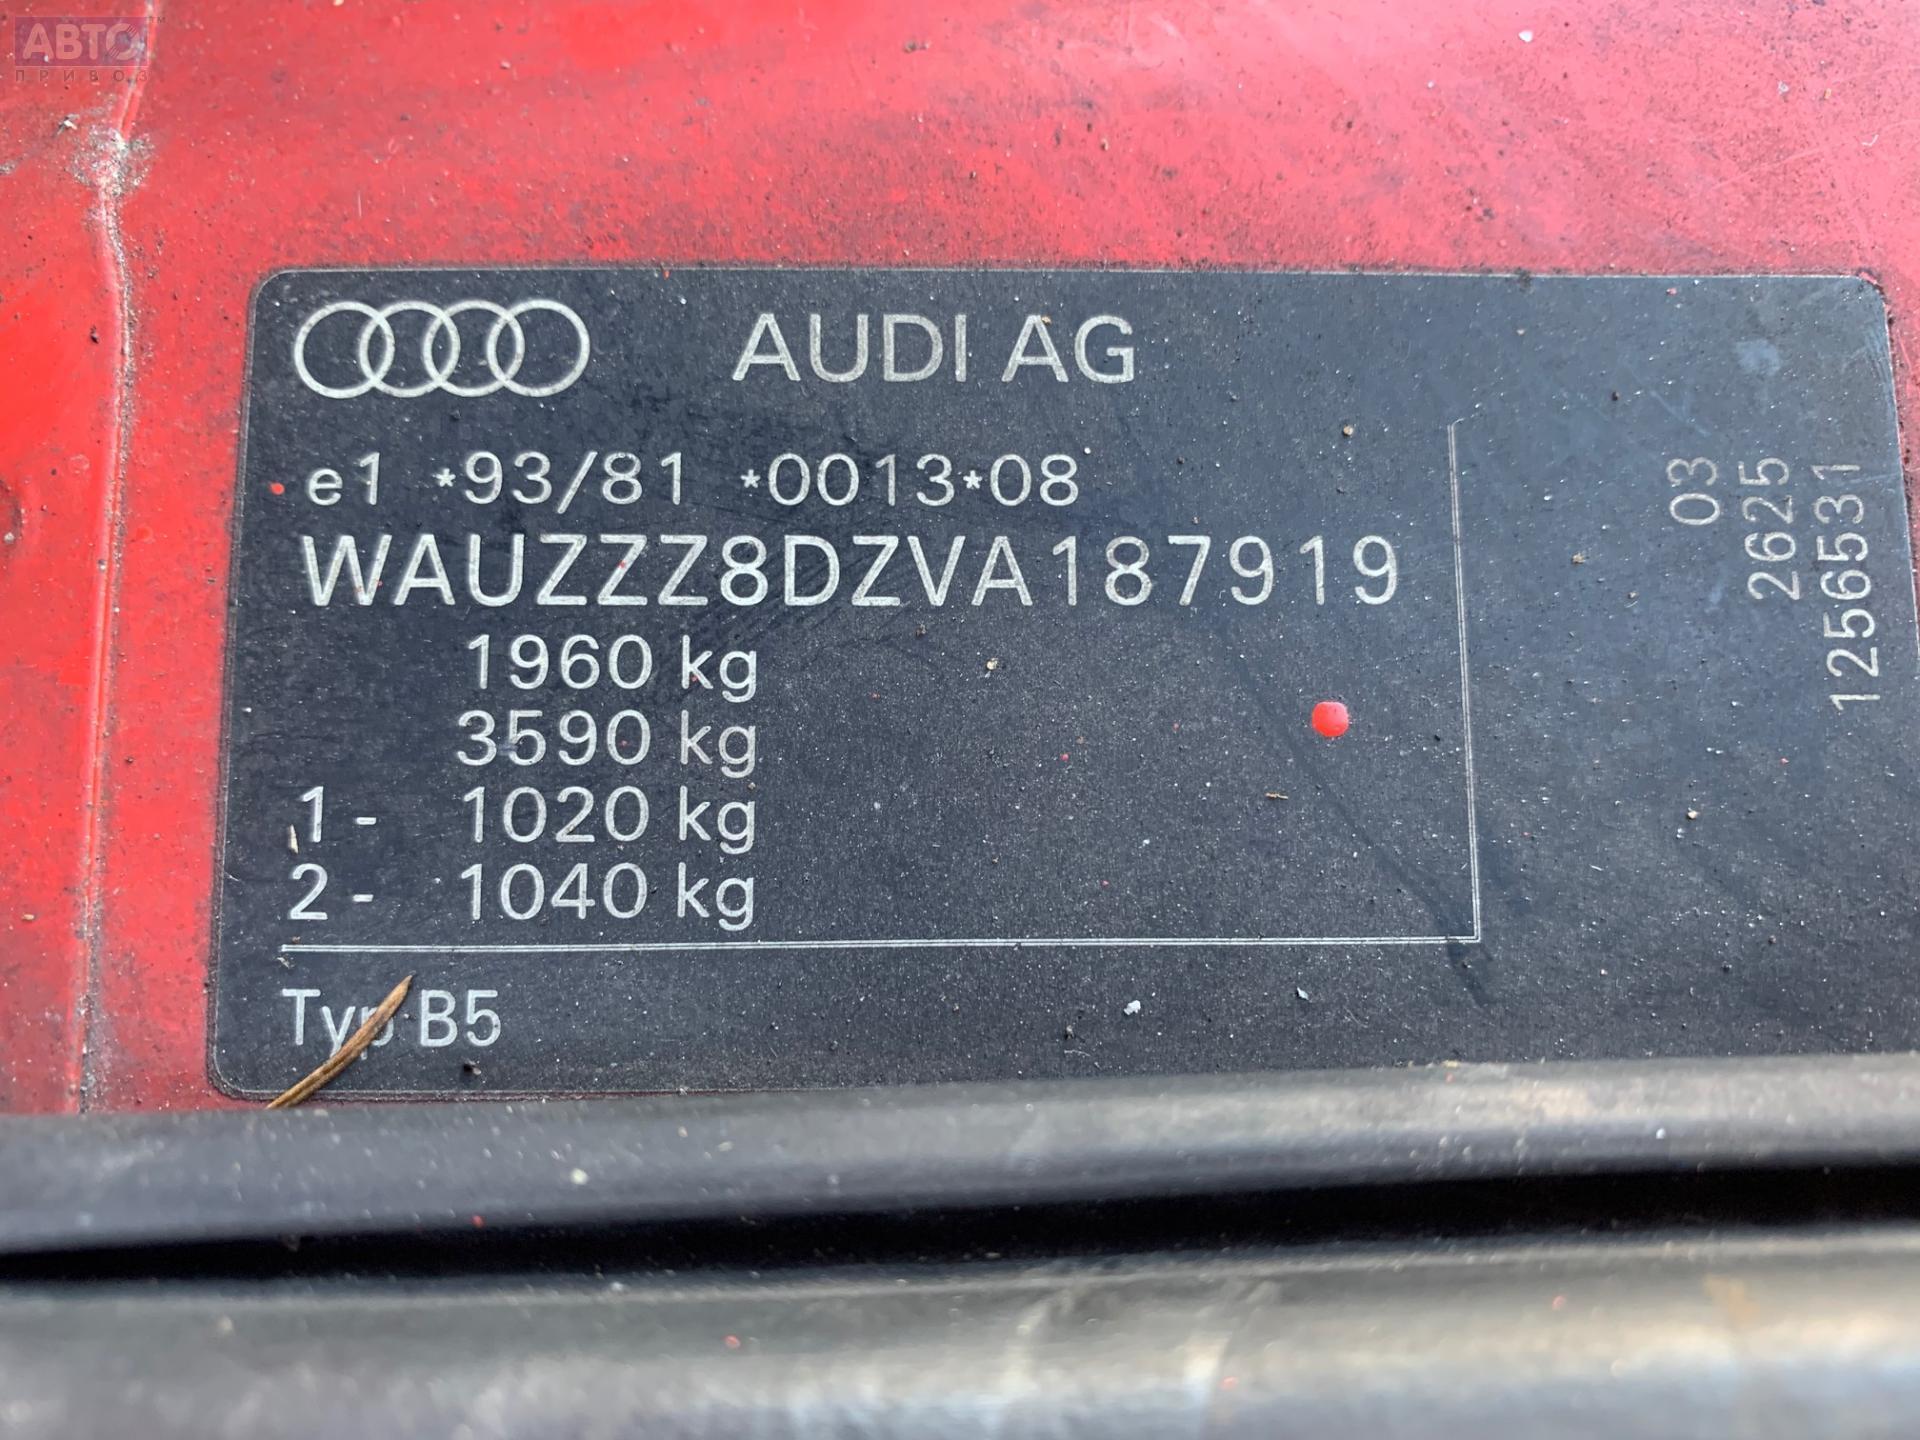 АВТО™
ПРИВОЗ
AUDI AG
e1 *93/81 *0013*08
WAUZZZ8DZVA187919
1960 kg
3590 kg
1- 1020 kg
2- 1040 kg
Typ B5
03
2625
1256531